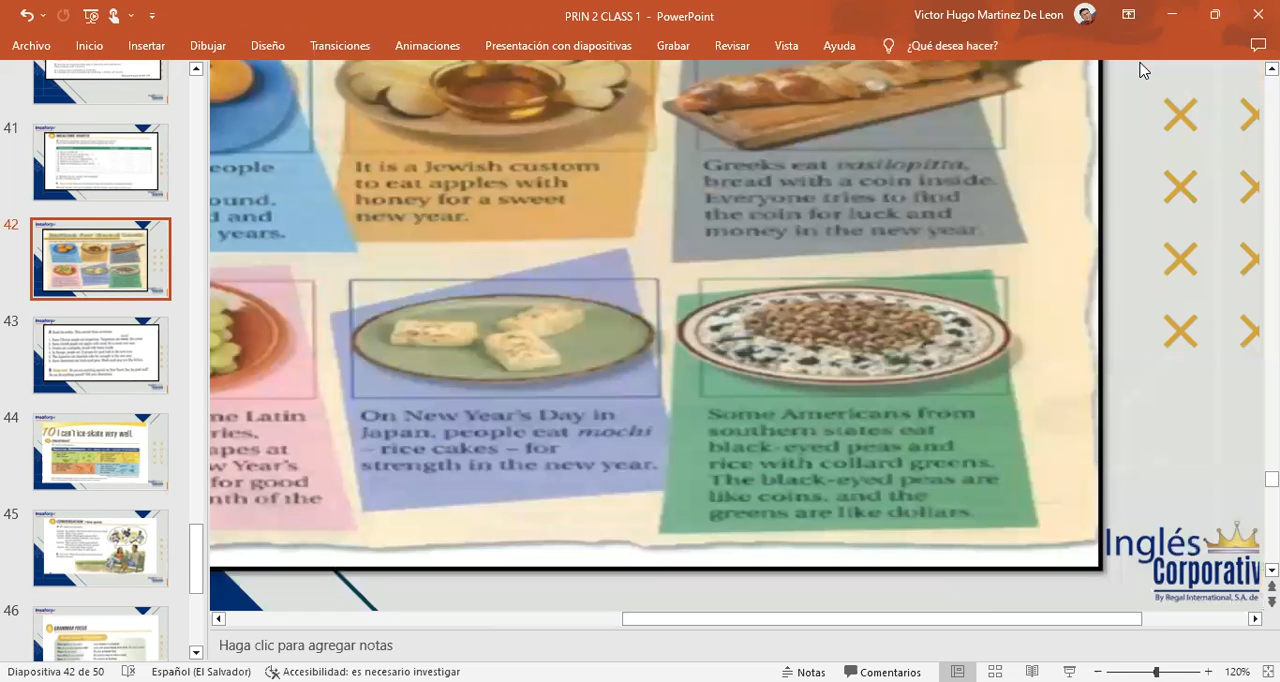 PRIN 2 CLASS 1 - PowerPoint
Victor Hugo Martinez De Leon
Archivo Inicio Insertar Dibujar Diseño Transiciones Animaciones Presentación con diapositivas Grabar Revisar Vista Ayuda ¿Qué desea hacer?
41
42
43
44
10 I can't ice-skate very well.
45
46
eople
ound.
d and
years.
It is a Jewish custom
to eat apples with
honey for a sweet
new year.
Greeks eat vasilopitta,
bread with a coin inside.
Everyone tries to find
the coin for luck and
money in the new year.
ne Latin
ries,
apes at
w Year's
for good
nth of the
On New Year's Day in
Japan, people eat mochi
– rice cakes – for
strength in the new year.
Some Americans from
southern states eat
black-eyed peas and
rice with collard greens.
The black-eyed peas are
like coins, and the
greens are like dollars.
Inglés
Corporativ
By Regal International, S.A. de
Haga clic para agregar notas
Diapositiva 42 de 50 Español (El Salvador) Accesibilidad: es necesario investigar Notas Comentarios 120%